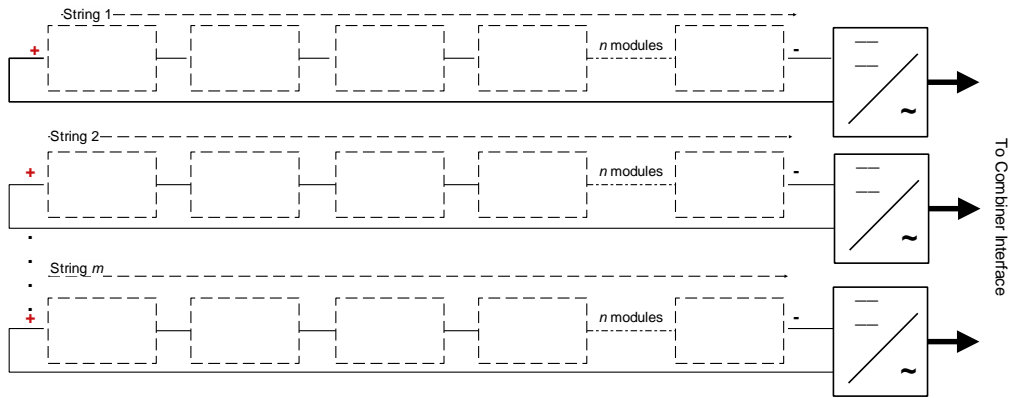 String 1
+
n modules
-
~
String 2
+
n modules
-
~
To Combiner Interface
String m
+
n modules
-
~